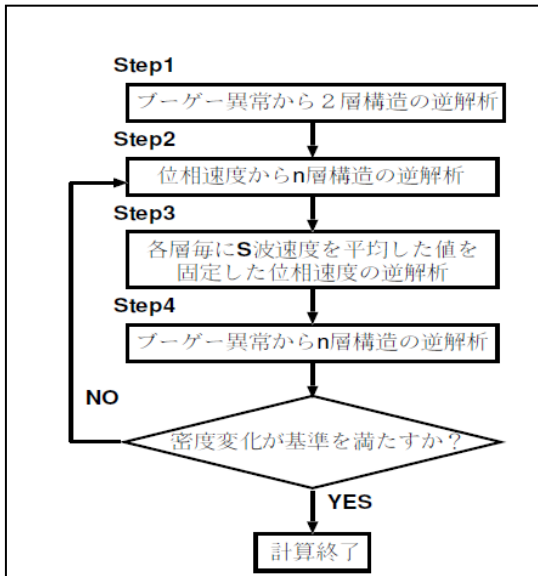 Step1
ブーゲー異常から２層構造の逆解析
Step2
位相速度からn層構造の逆解析
Step3
各層毎にS波速度を平均した値を
固定した位相速度の逆解析
Step4
ブーゲー異常からn層構造の逆解析
NO
密度変化が基準を満たすか？
YES
計算終了